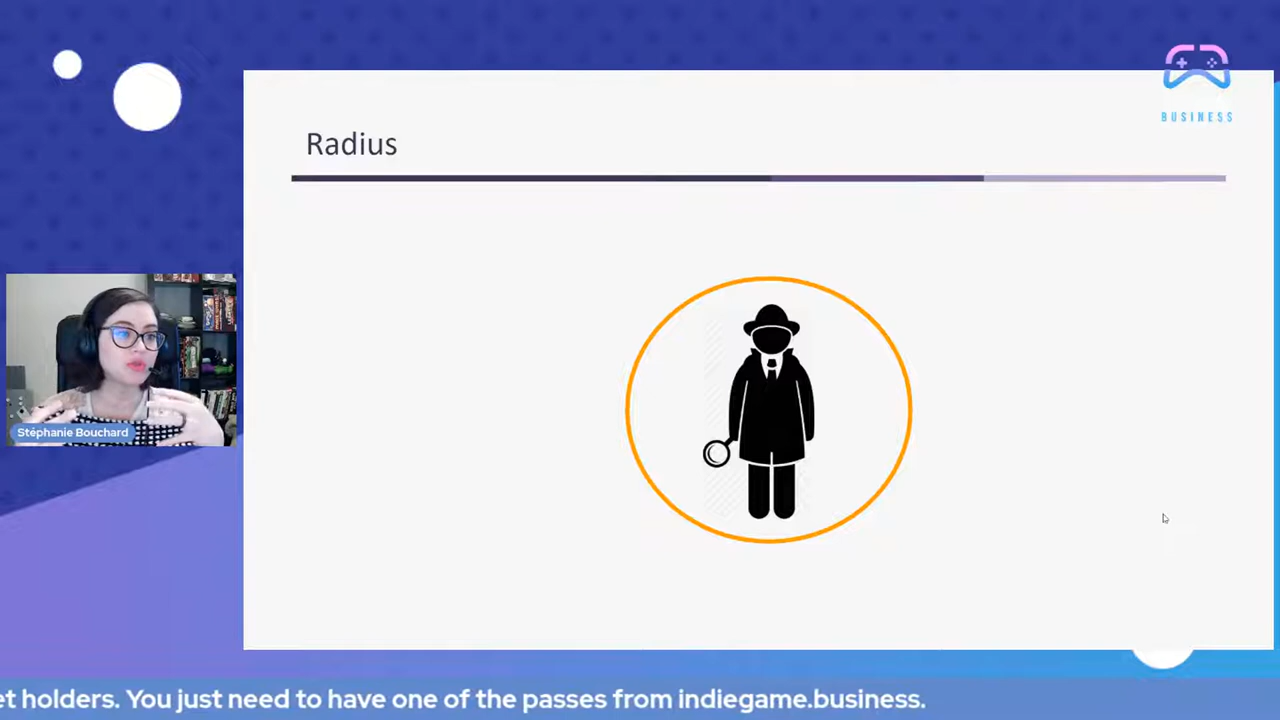 BUSINESS
Radius
Stéphanie Bouchard
et holders. You just need to have one of the passes from indiegame.business.